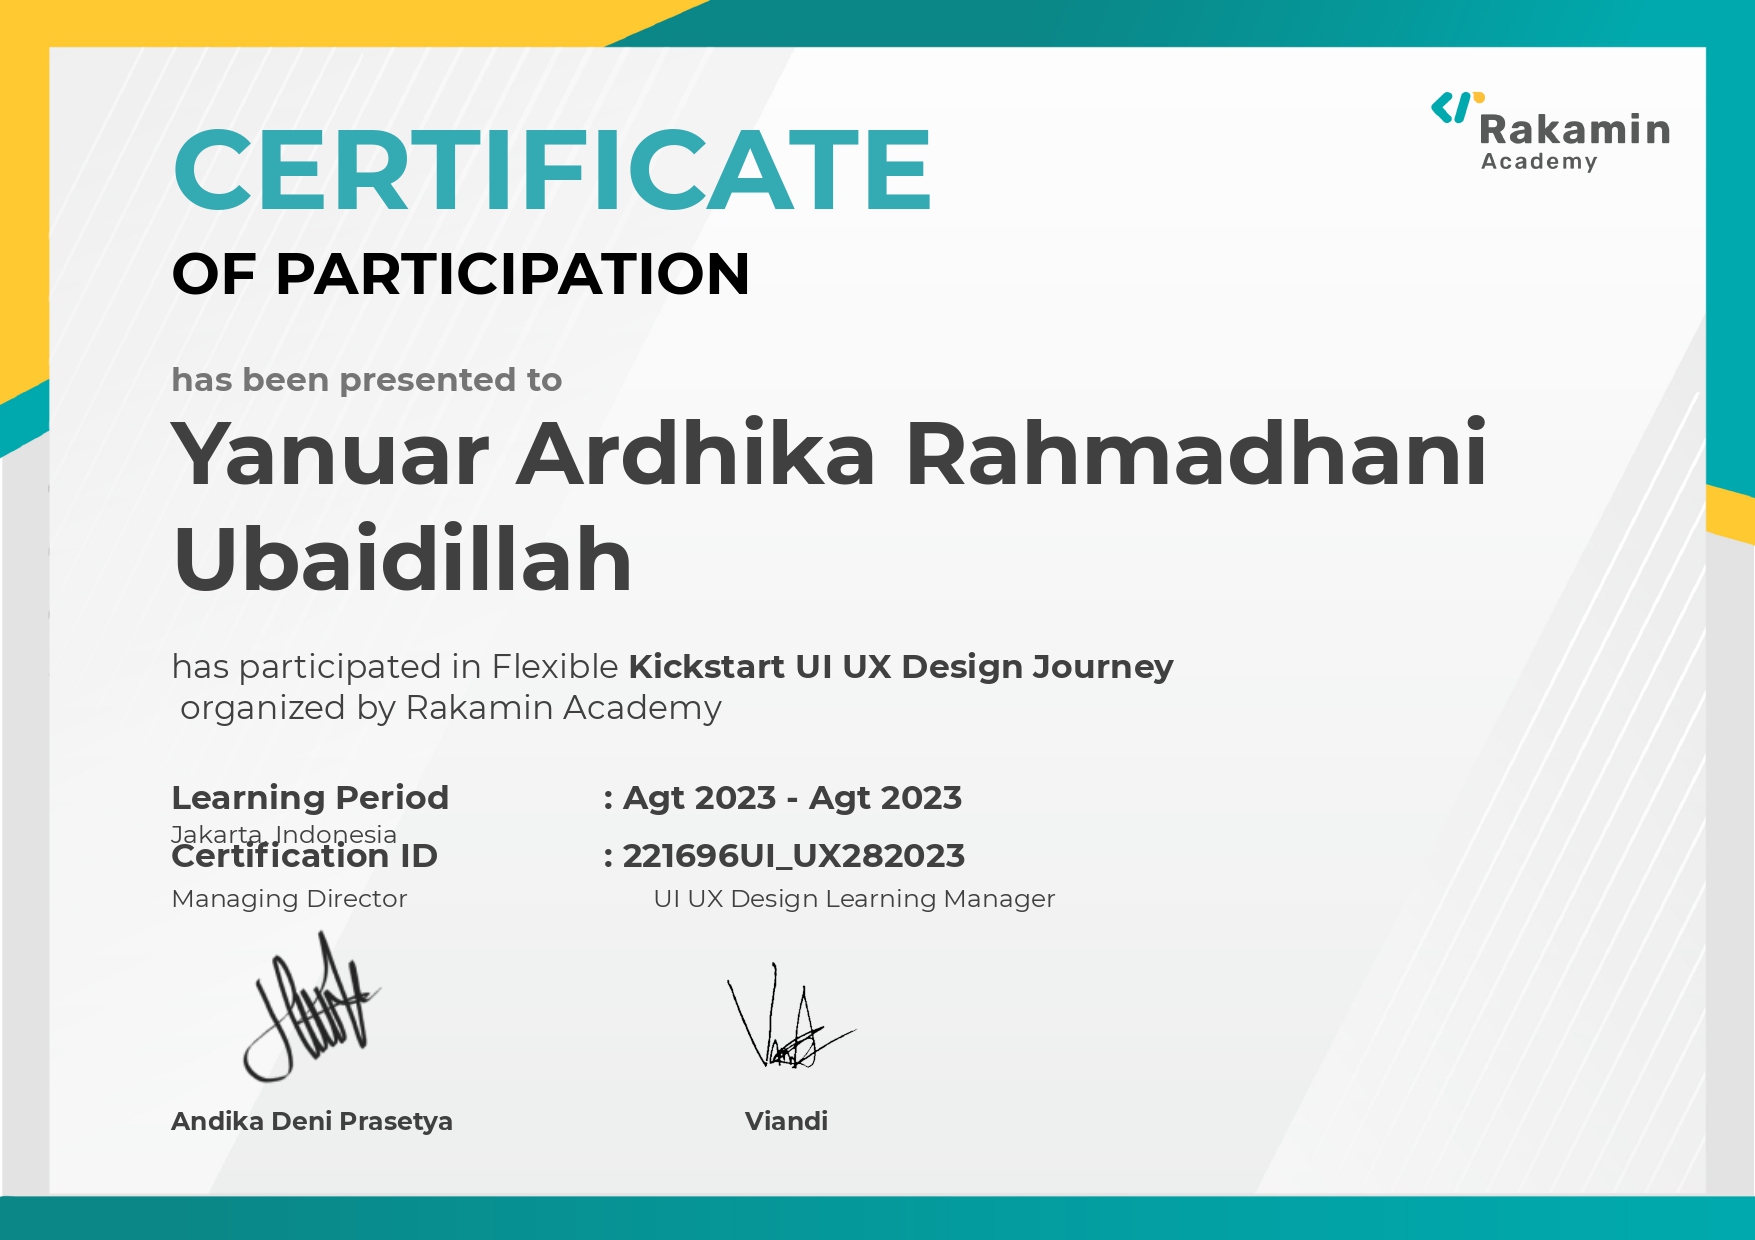 Rakamin
Academy
CERTIFICATE
OF PARTICIPATION
has been presented to
Yanuar Ardhika Rahmadhani
Ubaidillah
has participated in Flexible Kickstart UI UX Design Journey
organized by Rakamin Academy
Learning Period : Agt 2023 - Agt 2023
Jakarta, Indonesia
Certification ID : 221696UI_UX282023
Managing Director UI UX Design Learning Manager
Andika Deni Prasetya Viandi